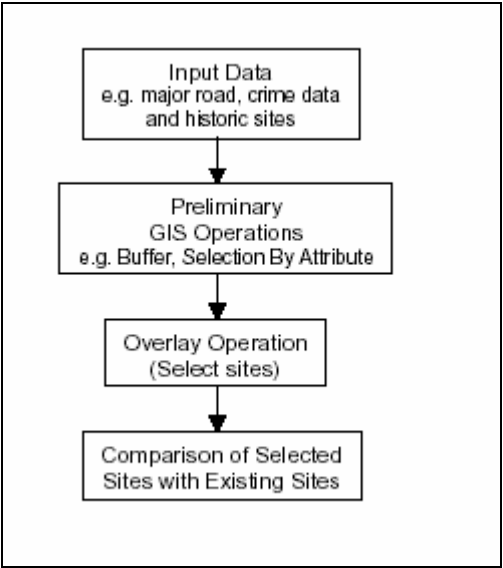 Input Data
e.g. major road, crime data
and historic sites
Preliminary
GIS Operations
e.g. Buffer, Selection By Attribute
Overlay Operation
(Select sites)
Comparison of Selected
Sites with Existing Sites